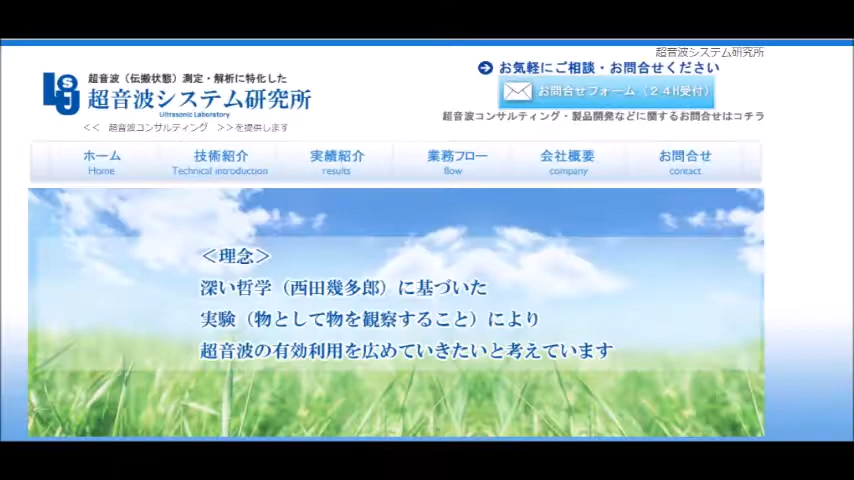 超音波システム研究所
LSJ
超音波（伝搬状態）測定・解析に特化した
超音波システム研究所
Ultrasonic Laboratory
<< 超音波コンサルティング >>を提供します
お気軽にご相談・お問合せください
お問合せフォーム（２４H受付）
超音波コンサルティング・製品開発などに関するお問合せはコチラ
ホーム 技術紹介 実績紹介 業務フロー 会社概要 お問合せ
Home Technical introduction results flow company contact
＜理念＞
深い哲学（西田幾多郎）に基づいた
実験（物として物を観察すること）により
超音波の有効利用を広めていきたいと考えています